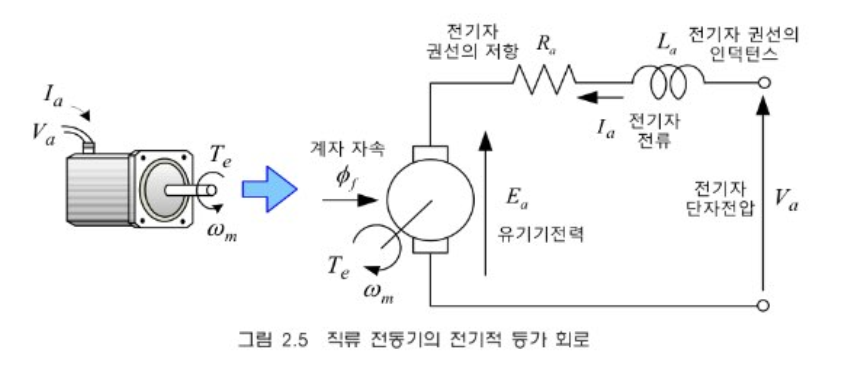 전기자
권선의 저항
R_a
L_a
전기자 권선의
인덕턴스
I_a
V_a
T_e
ω_m
계자 자속
ϕ_f
T_e
ω_m
E_a
유기기전력
I_a
전기자
전류
전기자
단자전압
V_a
그림 2.5 직류 전동기의 전기적 등가 회로